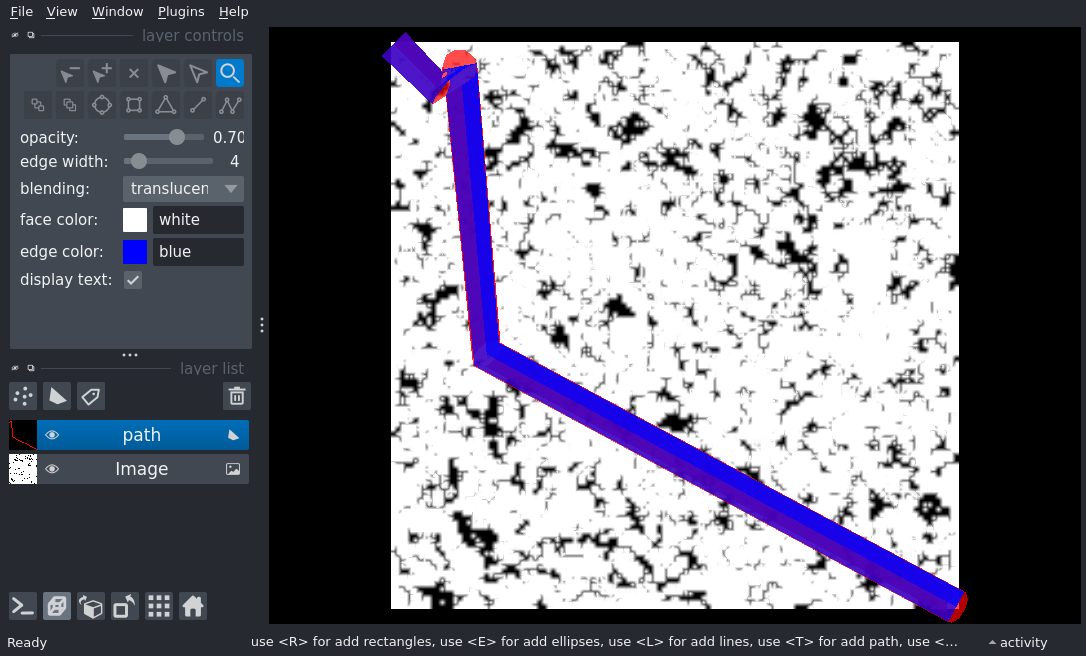 File View Window Plugins Help
layer controls
opacity: 0.70
edge width: 4
blending: translucen
face color: white
edge color: blue
display text:
layer list
path
Image
Ready use <R> for add rectangles, use <E> for add ellipses, use <L> for add lines, use <T> for add path, use <... activity